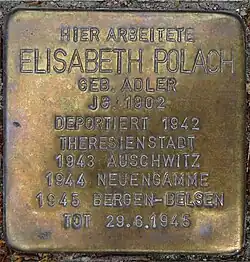 HIER ARBEITETE
ELISABETH POLACH
GEB. ADLER
JG. 1902
DEPORTIERT 1942
THERESIENSTADT
1943 AUSCHWITZ
1944 NEUENGAMME
1945 BERGEN-BELSEN
TOT 29.6.1945